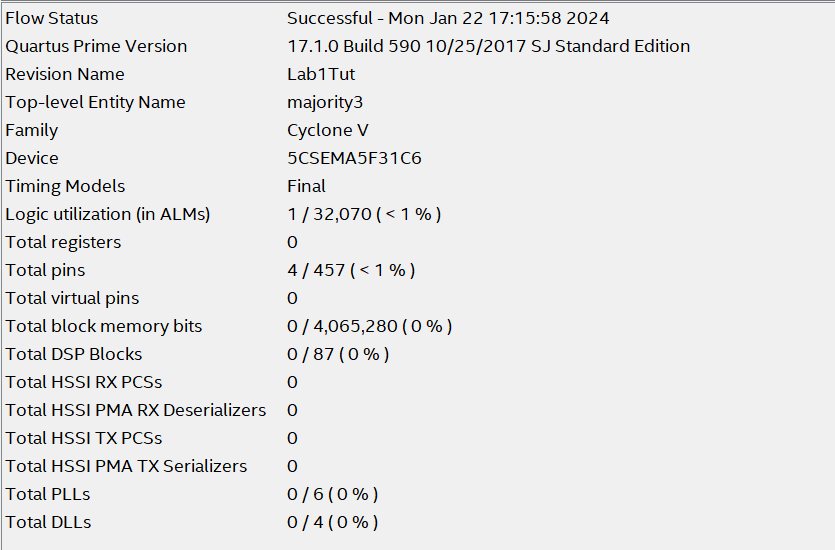 Flow Status Successful - Mon Jan 22 17:15:58 2024
Quartus Prime Version 17.1.0 Build 590 10/25/2017 SJ Standard Edition
Revision Name Lab1Tut
Top-level Entity Name majority3
Family Cyclone V
Device 5CSEMA5F31C6
Timing Models Final
Logic utilization (in ALMs) 1 / 32,070 ( < 1 % )
Total registers 0
Total pins 4 / 457 ( < 1 % )
Total virtual pins 0
Total block memory bits 0 / 4,065,280 ( 0 % )
Total DSP Blocks 0 / 87 ( 0 % )
Total HSSI RX PCSs 0
Total HSSI PMA RX Deserializers 0
Total HSSI TX PCSs 0
Total HSSI PMA TX Serializers 0
Total PLLs 0 / 6 ( 0 % )
Total DLLs 0 / 4 ( 0 % )